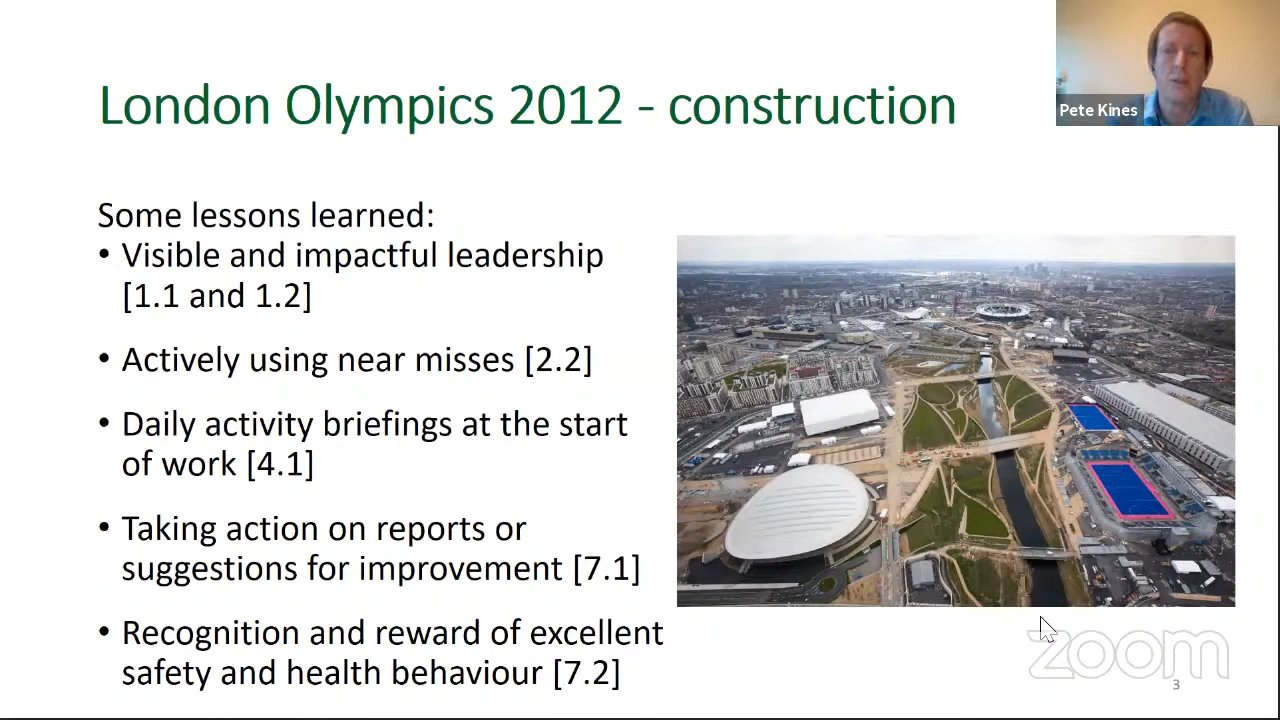 London Olympics 2012 - construction
Pete Kines
Some lessons learned:
• Visible and impactful leadership
[1.1 and 1.2]
• Actively using near misses [2.2]
• Daily activity briefings at the start
of work [4.1]
• Taking action on reports or
suggestions for improvement [7.1]
• Recognition and reward of excellent
safety and health behaviour [7.2]
zoom
3